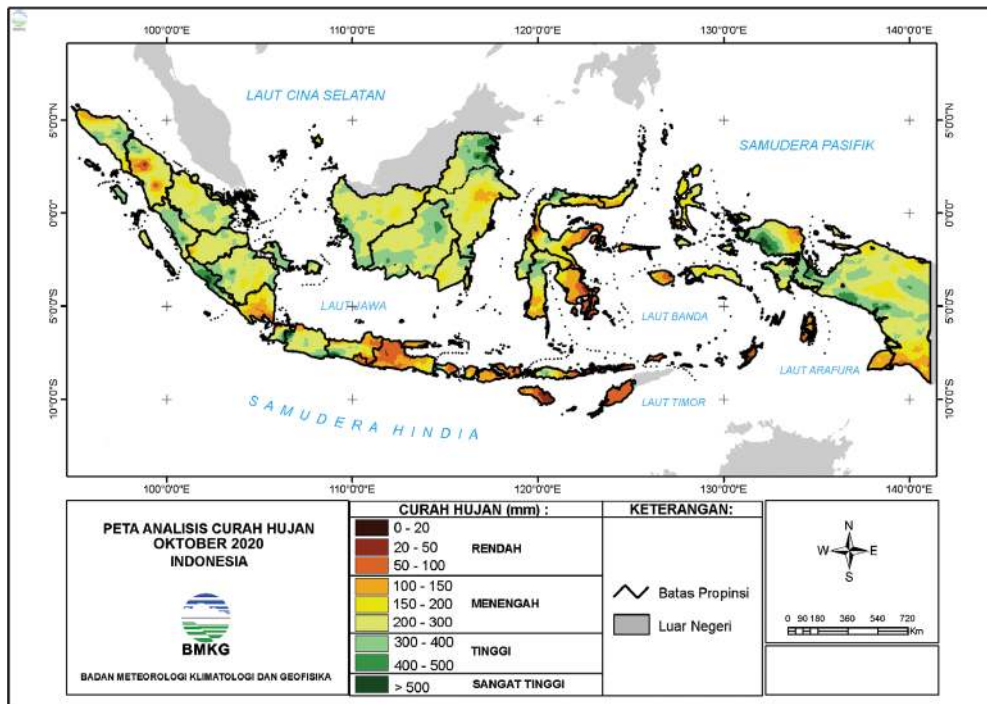 BMKG
100°0'0"E 110°0'0"E 120°0'0"E 130°0'0"E 140°0'0"E
5°0'0"N 5°0'0"N
0°0'0" 0°0'0"
5°0'0"S 5°0'0"S
10°0'0"S 10°0'0"S
LAUT CINA SELATAN
SAMUDERA PASIFIK
LAUT JAWA
LAUT BANDA
LAUT ARAFURA
LAUT TIMOR
SAMUDERA HINDIA
100°0'0"E 110°0'0"E 120°0'0"E 130°0'0"E 140°0'0"E
PETA ANALISIS CURAH HUJAN
OKTOBER 2020
INDONESIA
BMKG
BADAN METEOROLOGI KLIMATOLOGI DAN GEOFISIKA
CURAH HUJAN (mm) :
0 - 20
20 - 50 RENDAH
50 - 100
100 - 150
150 - 200 MENENGAH
200 - 300
300 - 400
TINGGI
400 - 500
> 500 SANGAT TINGGI
KETERANGAN:
Batas Propinsi
Luar Negeri
N
W E
S
0 90 180 360 540 720
Km